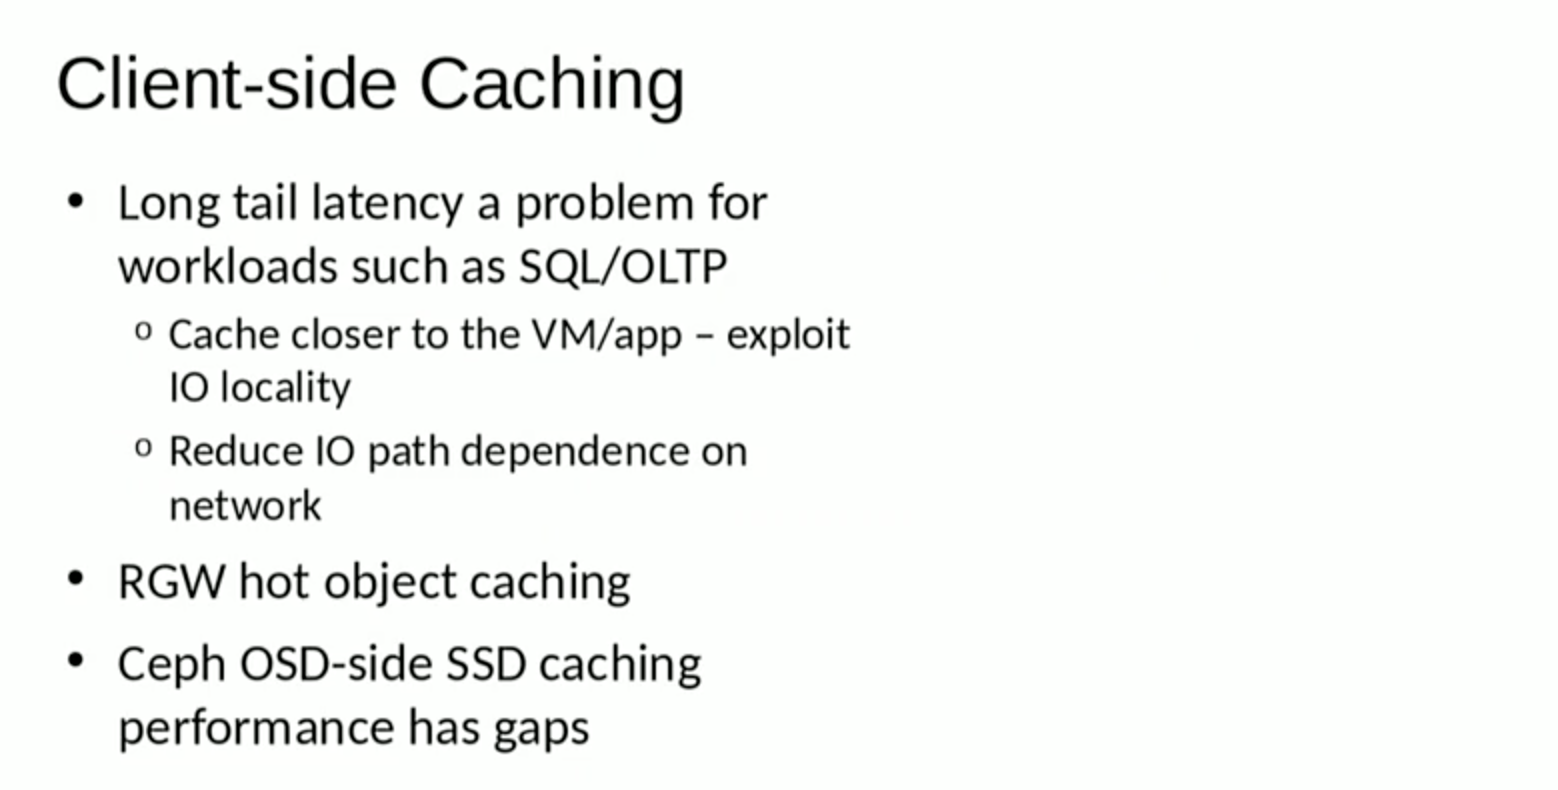 Client-side Caching
• Long tail latency a problem for
workloads such as SQL/OLTP
o Cache closer to the VM/app – exploit
IO locality
o Reduce IO path dependence on
network
• RGW hot object caching
• Ceph OSD-side SSD caching
performance has gaps